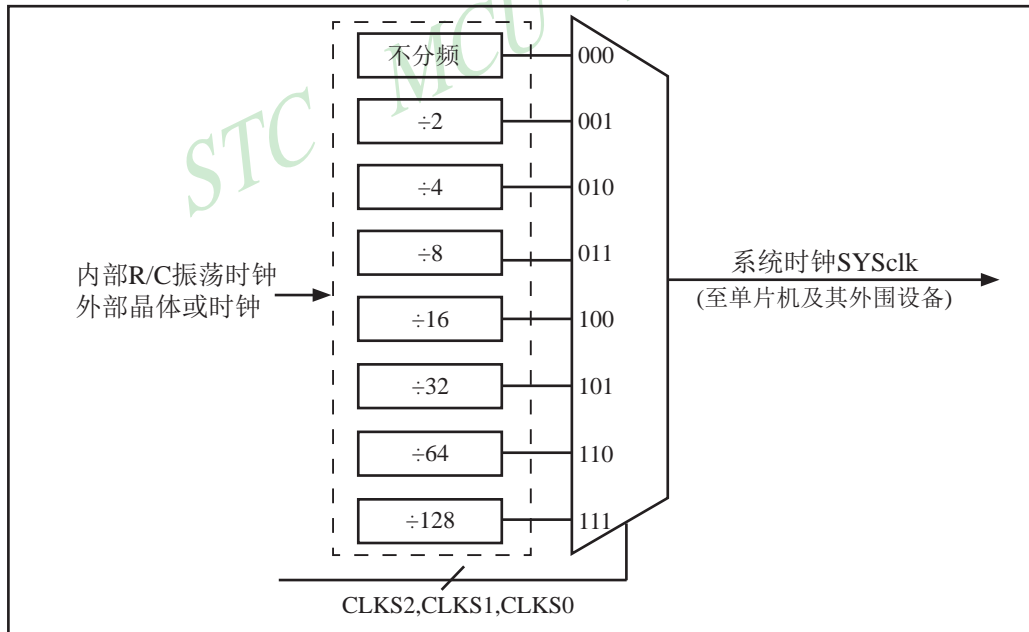 STC MCU
不分频
000
÷2
001
÷4
010
÷8
011
内部R/C振荡时钟
外部晶体或时钟
系统时钟SYSclk
(至单片机及其外围设备)
÷16
100
÷32
101
÷64
110
÷128
111
CLKS2,CLKS1,CLKS0